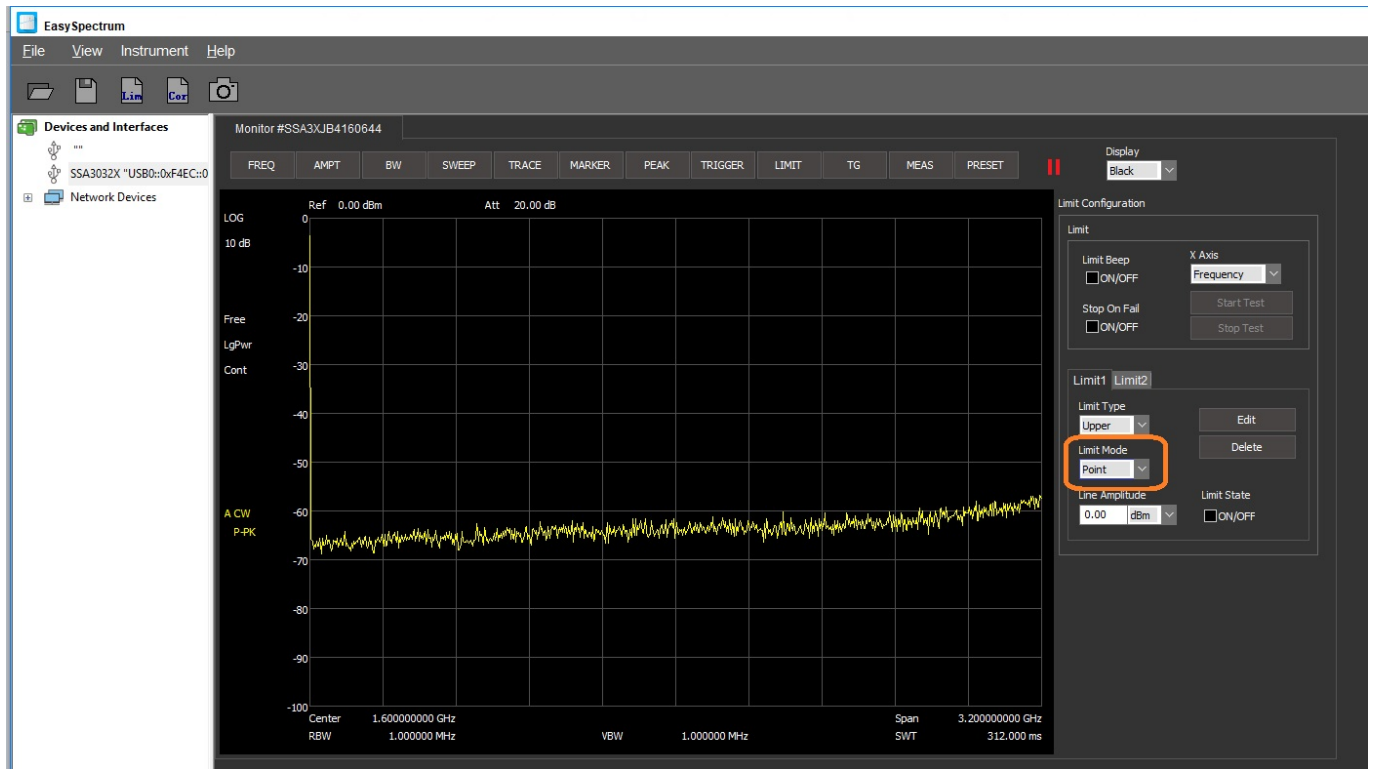 EasySpectrum
File View Instrument Help
Lim Cor
Devices and Interfaces
""
SSA3032X "USB0::0xF4EC::0
Network Devices
Monitor #SSA3XJB4160644
FREQ AMPT BW SWEEP TRACE MARKER PEAK TRIGGER LIMIT TG MEAS PRESET
Display
Black
Ref 0.00 dBm Att 20.00 dB
LOG
10 dB
Free
LgPwr
Cont
A CW
P-PK
0
-10
-20
-30
-40
-50
-60
-70
-80
-90
-100
Center 1.600000000 GHz Span 3.200000000 GHz
RBW 1.000000 MHz VBW 1.000000 MHz SWT 312.000 ms
Limit Configuration
Limit
Limit Beep X Axis
ON/OFF Frequency
Stop On Fail Start Test
ON/OFF Stop Test
Limit1 Limit2
Limit Type
Upper Edit
Limit Mode Delete
Point
Line Amplitude Limit State
0.00 dBm ON/OFF